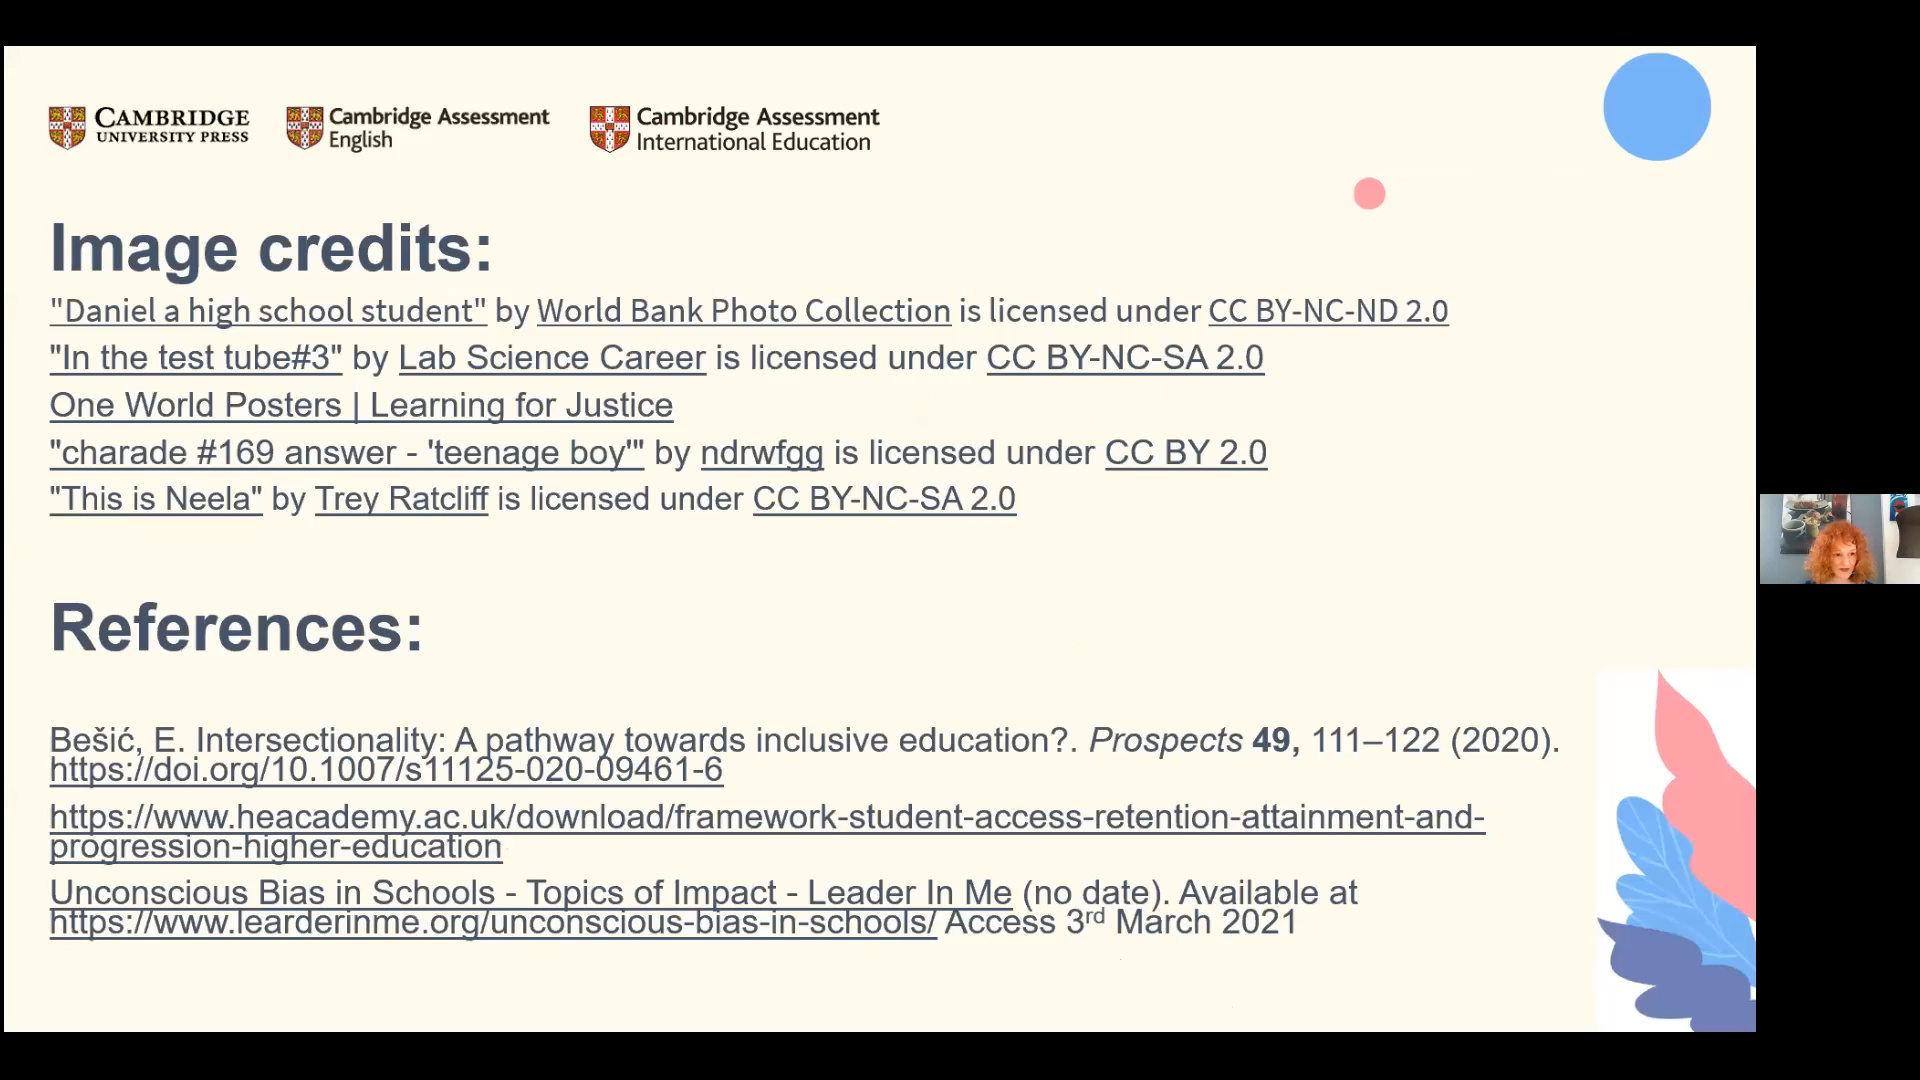 CAMBRIDGE
UNIVERSITY PRESS
Cambridge Assessment
English
Cambridge Assessment
International Education
Image credits:
"Daniel a high school student" by World Bank Photo Collection is licensed under CC BY-NC-ND 2.0
"In the test tube#3" by Lab Science Career is licensed under CC BY-NC-SA 2.0
One World Posters | Learning for Justice
"charade #169 answer - 'teenage boy'" by ndrwfgg is licensed under CC BY 2.0
"This is Neela" by Trey Ratcliff is licensed under CC BY-NC-SA 2.0
References:
Bešić, E. Intersectionality: A pathway towards inclusive education?. Prospects 49, 111–122 (2020).
https://doi.org/10.1007/s11125-020-09461-6
https://www.heacademy.ac.uk/download/framework-student-access-retention-attainment-and-
progression-higher-education
Unconscious Bias in Schools - Topics of Impact - Leader In Me (no date). Available at
https://www.learderinme.org/unconscious-bias-in-schools/ Access 3rd March 2021